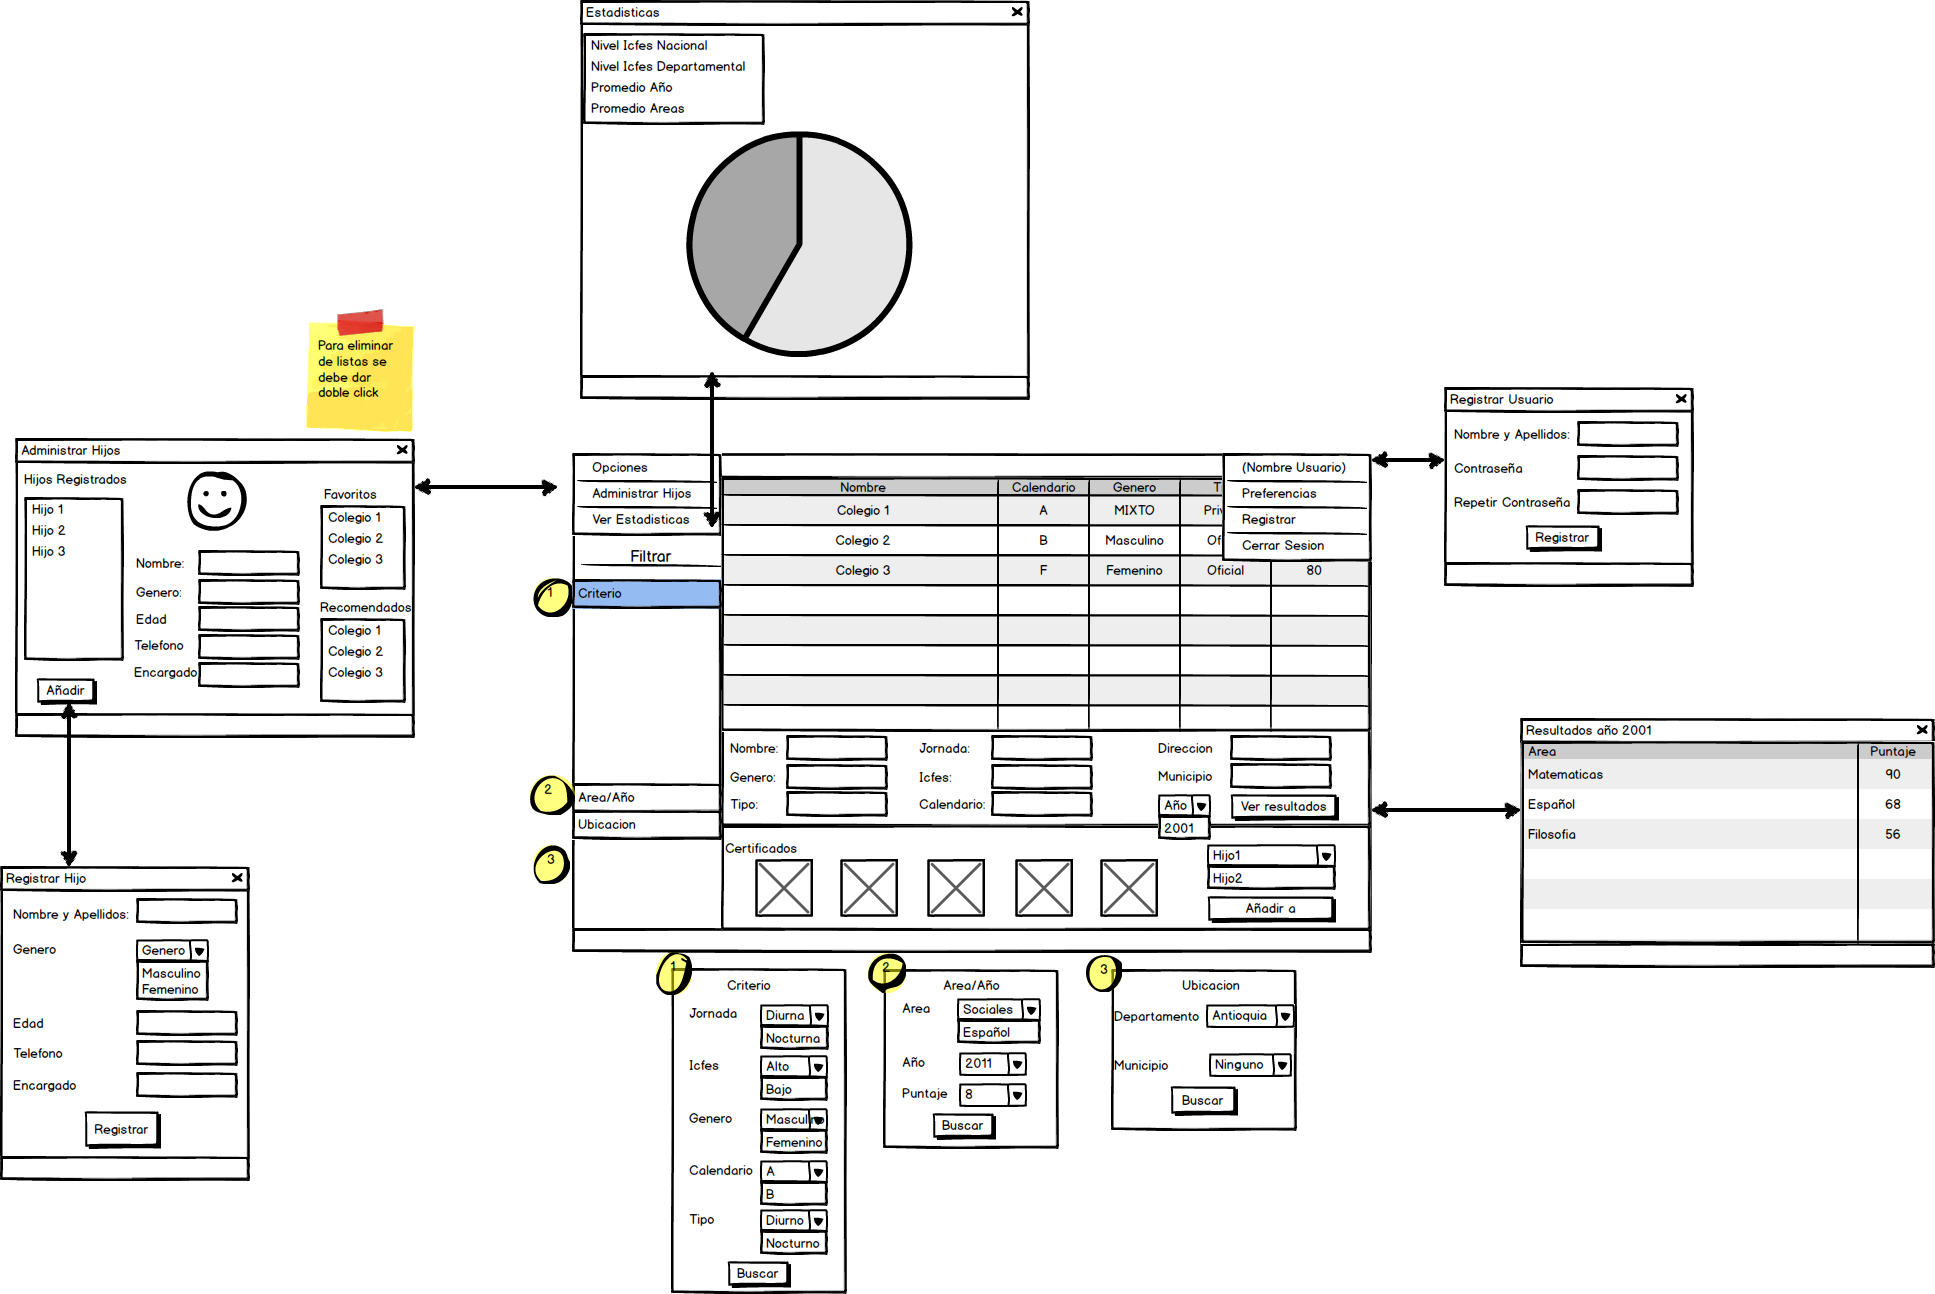 Estadisticas
Nivel Icfes Nacional
Nivel Icfes Departamental
Promedio Año
Promedio Areas
Para eliminar
de listas se
debe dar
doble click
Administrar Hijos
Hijos Registrados
Hijo 1
Hijo 2
Hijo 3
Nombre:
Genero:
Edad
Telefono
Encargado
Favoritos
Colegio 1
Colegio 2
Colegio 3
Recomendados
Colegio 1
Colegio 2
Colegio 3
Añadir
Registrar Hijo
Nombre y Apellidos:
Genero
Genero
Masculino
Femenino
Edad
Telefono
Encargado
Registrar
Opciones
Administrar Hijos
Ver Estadisticas
Filtrar
1
Criterio
2
Area/Año
Ubicacion
3
Nombre Calendario Genero T
Colegio 1 A MIXTO Pri
Colegio 2 B Masculino Of
Colegio 3 F Femenino Oficial 80
(Nombre Usuario)
Preferencias
Registrar
Cerrar Sesion
Nombre: Jornada: Direccion
Genero: Icfes: Municipio
Tipo: Calendario: Año Ver resultados
2001
Certificados
Hijo1
Hijo2
Añadir a
Registrar Usuario
Nombre y Apellidos:
Contraseña
Repetir Contraseña
Registrar
Resultados año 2001
Area Puntaje
Matematicas 90
Español 68
Filosofia 56
1
Criterio
Jornada Diurna
Nocturna
Icfes Alto
Bajo
Genero Masculino
Femenino
Calendario A
B
Tipo Diurno
Nocturno
Buscar
2
Area/Año
Area Sociales
Español
Año 2011
Puntaje 8
Buscar
3
Ubicacion
Departamento Antioquia
Municipio Ninguno
Buscar